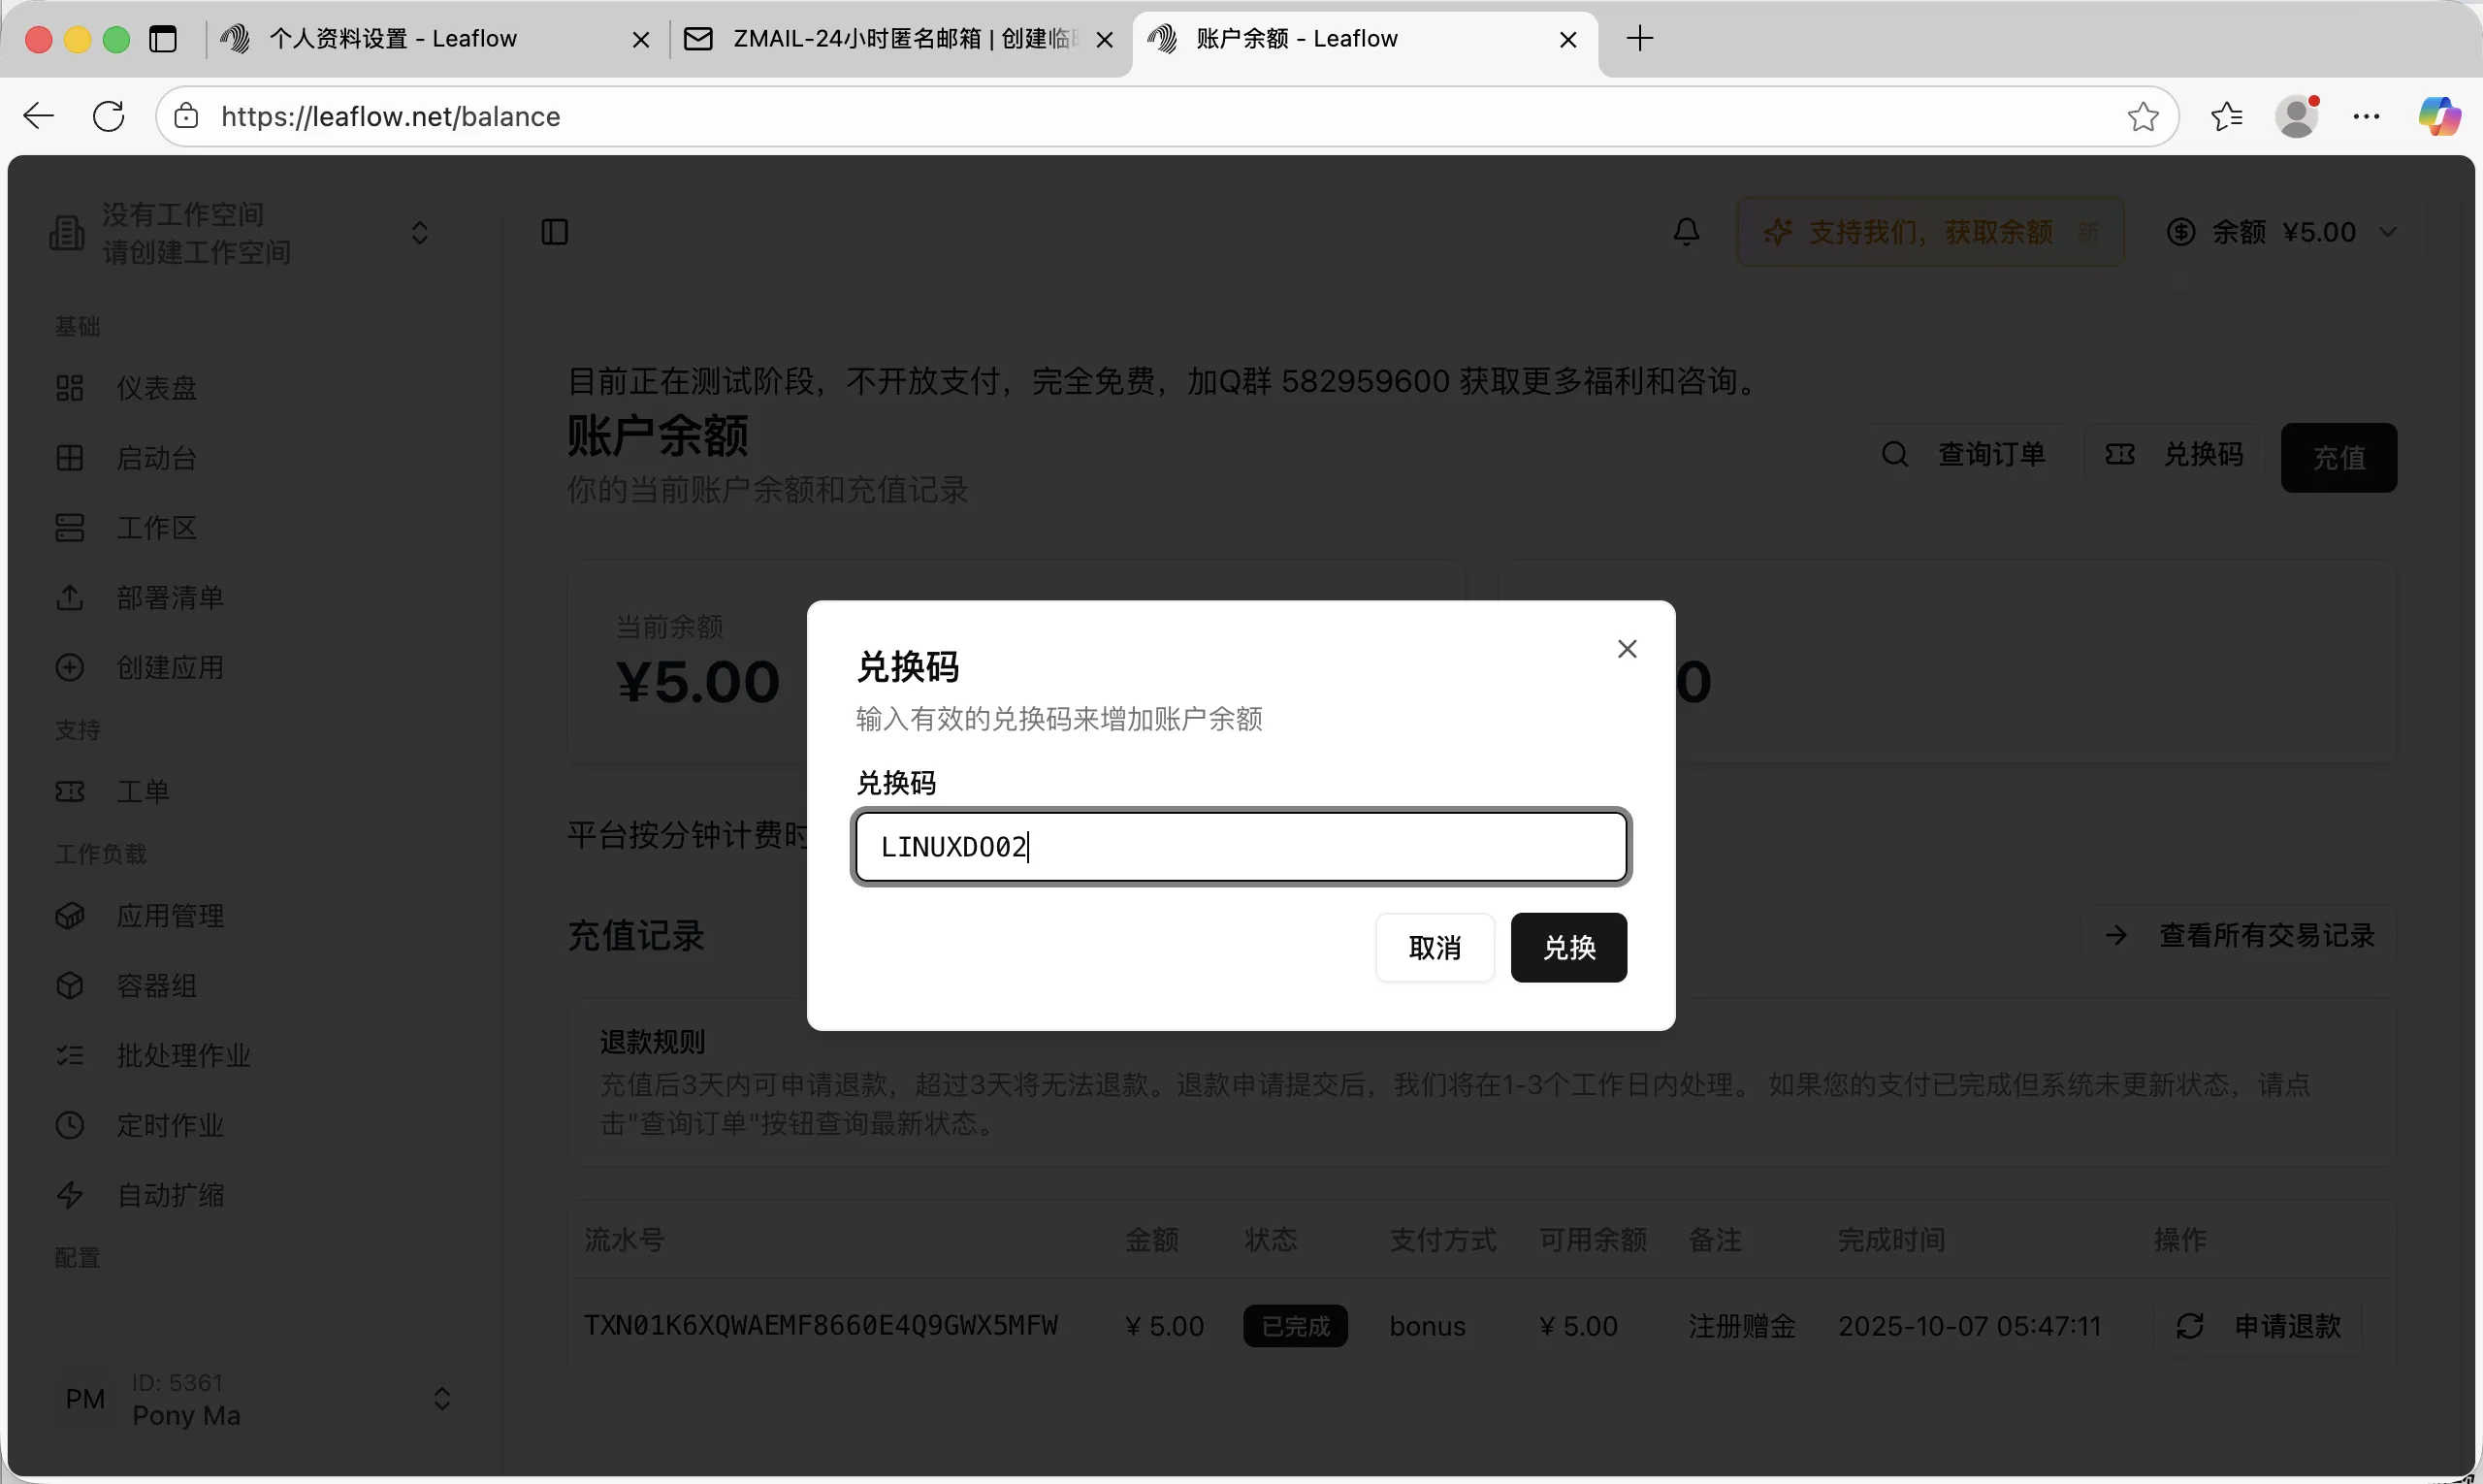 个人资料设置 - Leaflow
ZMAIL-24小时匿名邮箱 | 创建临
账户余额 - Leaflow
https://leaflow.net/balance
没有工作空间
请创建工作空间
支持我们，获取余额 新
余额 ¥5.00
基础
仪表盘
启动台
工作区
部署清单
创建应用
支持
工单
工作负载
应用管理
容器组
批处理作业
定时作业
自动扩缩
配置
PM
ID: 5361
Pony Ma
目前正在测试阶段，不开放支付，完全免费，加Q群 582959600 获取更多福利和咨询。
账户余额
你的当前账户余额和充值记录
查询订单
兑换码
充值
当前余额
¥5.00
0
兑换码
输入有效的兑换码来增加账户余额
兑换码
LINUXDO02
取消
兑换
平台按分钟计费时
充值记录
查看所有交易记录
退款规则
充值后3天内可申请退款，超过3天将无法退款。退款申请提交后，我们将在1-3个工作日内处理。 如果您的支付已完成但系统未更新状态，请点
击"查询订单"按钮查询最新状态。
流水号 金额 状态 支付方式 可用余额 备注 完成时间 操作
TXN01K6XQWAEMF8660E4Q9GWX5MFW ¥ 5.00 已完成 bonus ¥ 5.00 注册赠金 2025-10-07 05:47:11 申请退款